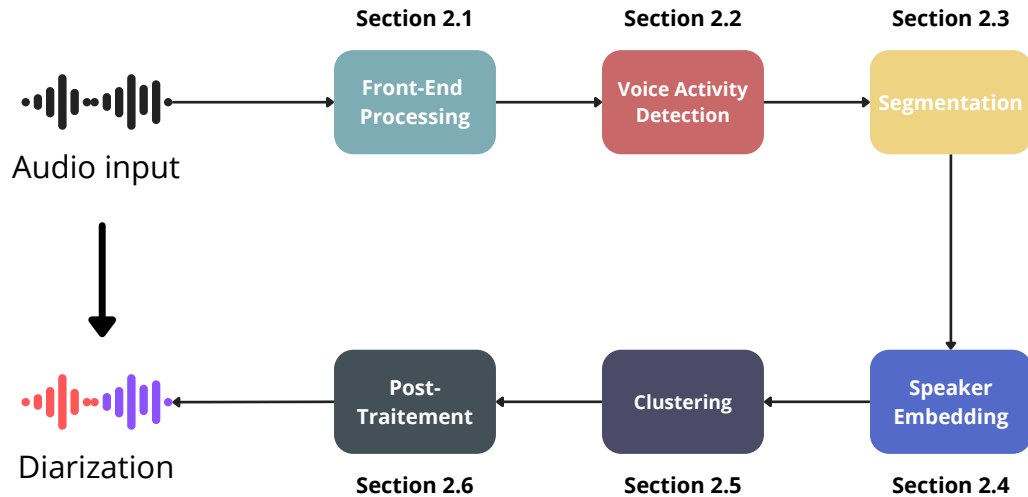 Section 2.1
Section 2.2
Section 2.3
Front-End
Processing
Voice Activity
Detection
Segmentation
Audio input
Post-
Traitement
Clustering
Speaker
Embedding
Diarization
Section 2.6
Section 2.5
Section 2.4